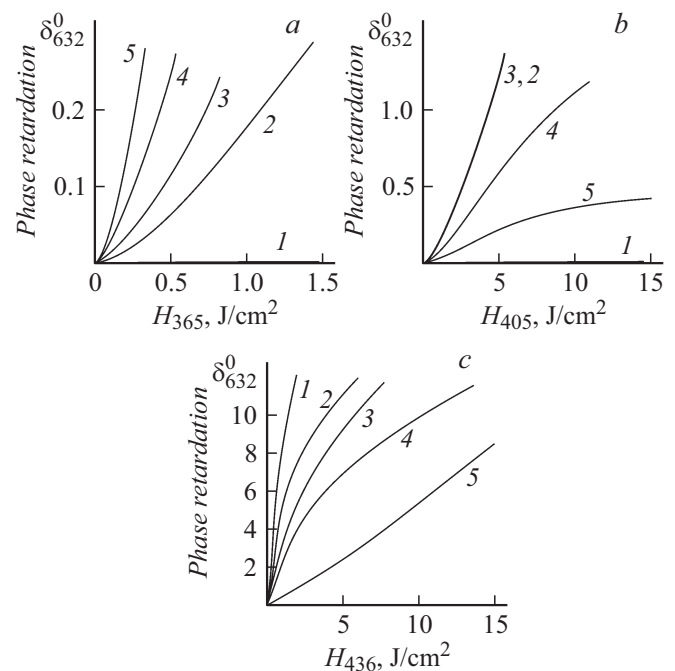 δ⁰₆₃₂
a
Phase retardation
0.2
0.1
5
4
3
2
1
0
0.5
1.0
1.5
H₃₆₅, J/cm²
δ⁰₆₃₂
b
Phase retardation
1.0
0.5
3, 2
4
5
1
5
10
15
H₄₀₅, J/cm²
δ⁰₆₃₂
c
Phase retardation
10
8
6
4
2
1
2
3
4
5
5
10
15
H₄₃₆, J/cm²